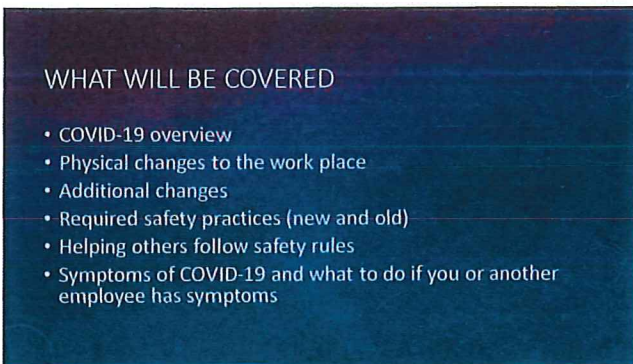 WHAT WILL BE COVERED
• COVID-19 overview
• Physical changes to the work place
• Additional changes
• Required safety practices (new and old)
• Helping others follow safety rules
• Symptoms of COVID-19 and what to do if you or another
employee has symptoms